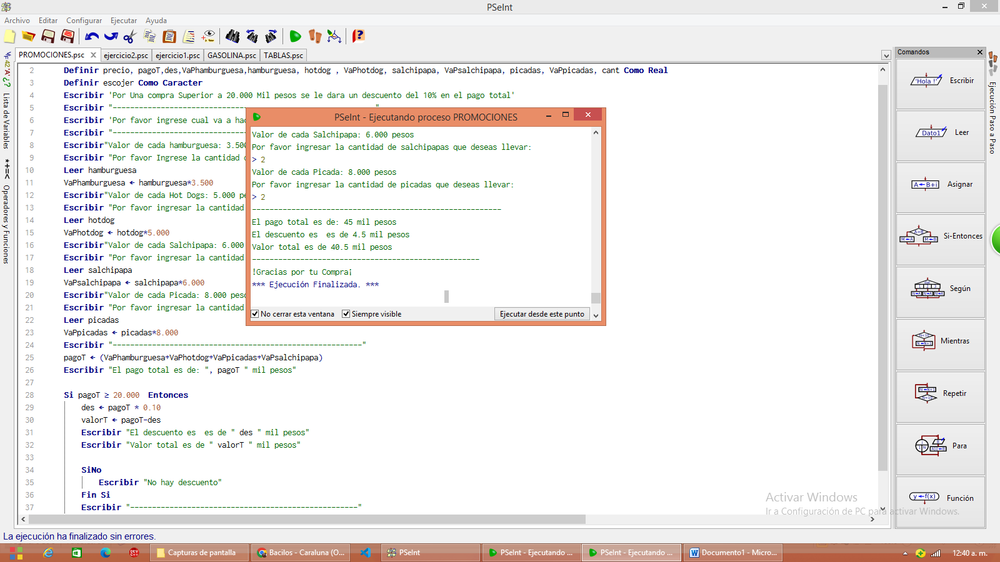 PSeInt
Archivo Editar Configurar Ejecutar Ayuda
PROMOCIONES.psc ejercicio2.psc ejercicio1.psc GASOLINA.psc TABLAS.psc
Lista de Variables
Operadores y Funciones
2 Definir precio, pagoT,des,VaPhamburguesa,hamburguesa, hotdog , VaPhotdog, salchipapa, VaPsalchipapa, picadas, VaPpicadas, cant Como Real
3 Definir escojer Como Caracter
4 Escribir 'Por Una compra Superior a 20.000 Mil pesos se le dara un descuento del 10% en el pago total'
5 Escribir "------------------------------------------------------------"
6 Escribir 'Por favor ingrese cual va a hac
7 Escribir "-------------------------------
8 Escribir"Valor de cada hamburguesa: 3.500
9 Escribir "Por favor Ingrese la cantidad
10 Leer hamburguesa
11 VaPhamburguesa ← hamburguesa*3.500
12 Escribir"Valor de cada Hot Dogs: 5.000 pe
13 Escribir "Por favor ingresar la cantidad
14 Leer hotdog
15 VaPhotdog ← hotdog*5.000
16 Escribir"Valor de cada Salchipapa: 6.000
17 Escribir "Por favor ingresar la cantidad
18 Leer salchipapa
19 VaPsalchipapa ← salchipapa*6.000
20 Escribir"Valor de cada Picada: 8.000 peso
21 Escribir "Por favor ingresar la cantidad
22 Leer picadas
23 VaPpicadas ← picadas*8.000
24 Escribir "---------------------------------------------------------"
25 pagoT ← (VaPhamburguesa+VaPhotdog+VaPpicadas+VaPsalchipapa)
26 Escribir "El pago total es de: ", pagoT " mil pesos"
27
28 Si pagoT ≥ 20.000 Entonces
29 des ← pagoT * 0.10
30 valorT ← pagoT-des
31 Escribir "El descuento es  es de " des " mil pesos"
32 Escribir "Valor total es de " valorT " mil pesos"
33
34 SiNo
35 Escribir "No hay descuento"
36 Fin Si
37 Escribir "----------------------------------------------------"
PSeInt - Ejecutando proceso PROMOCIONES
Valor de cada Salchipapa: 6.000 pesos
Por favor ingresar la cantidad de salchipapas que deseas llevar:
> 2
Valor de cada Picada: 8.000 pesos
Por favor ingresar la cantidad de picadas que deseas llevar:
> 2
---------------------------------------------------------
El pago total es de: 45 mil pesos
El descuento es  es de 4.5 mil pesos
Valor total es de 40.5 mil pesos
----------------------------------------------------
!Gracias por tu Compra¡
*** Ejecución Finalizada. ***
No cerrar esta ventana Siempre visible Ejecutar desde este punto
Comandos
'Hola !' Escribir
Dato1 Leer
A←B+i Asignar
A>B M←A M←B Si-Entonces
Según
Mientras
Repetir
Para
y←f(x) Función
Ejecución Paso a Paso
Activar Windows
Ir a Configuración de PC para activar Windows.
La ejecución ha finalizado sin errores.
Capturas de pantalla Bacilos - Caraluna (O... PSeInt PSeInt - Ejecutando ... PSeInt - Ejecutando ... Documento1 - Micro... 12:40 a. m.